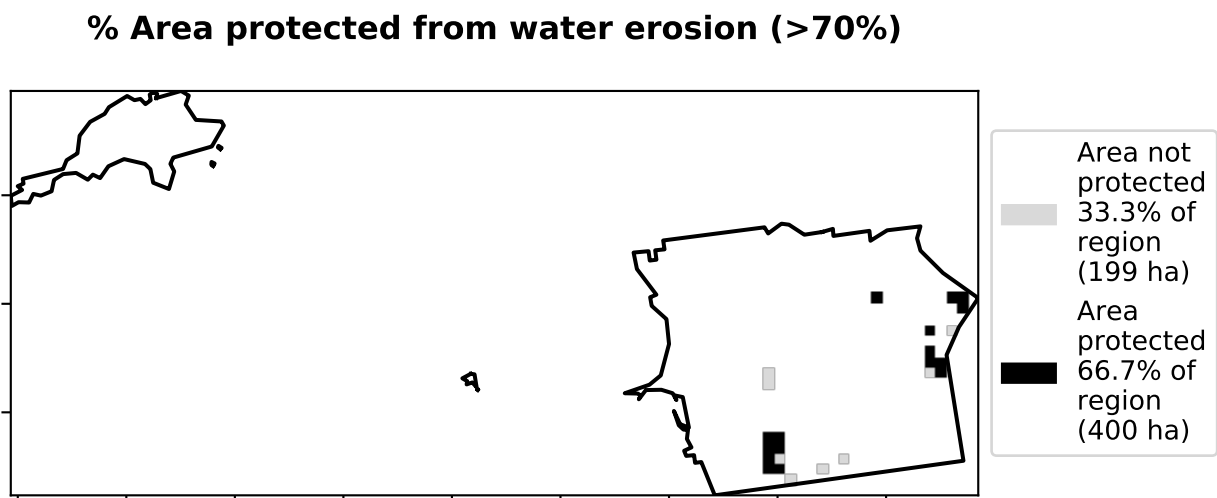 % Area protected from water erosion (>70%)
Area not
protected
33.3% of
region
(199 ha)
Area
protected
66.7% of
region
(400 ha)